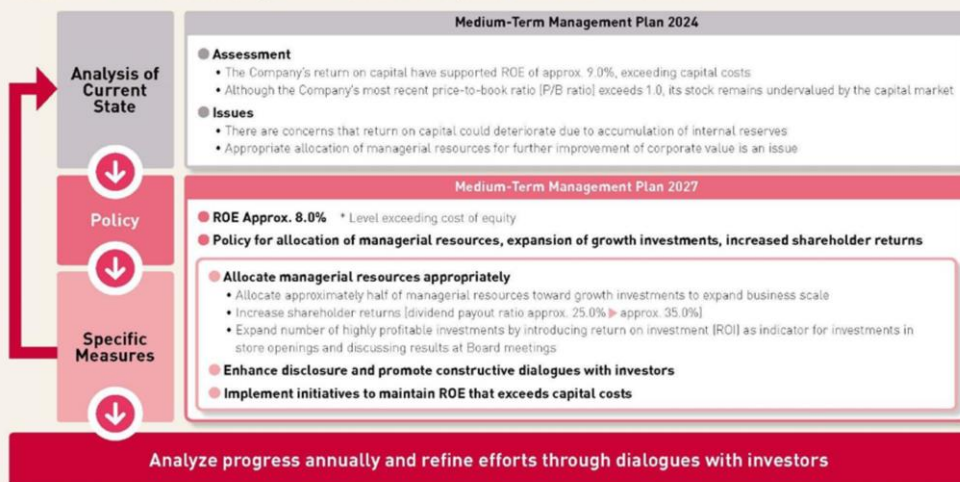 Analysis of
Current
State
Medium-Term Management Plan 2024
Assessment
• The Company's return on capital have supported ROE of approx. 9.0%, exceeding capital costs
• Although the Company's most recent price-to-book ratio [P/B ratio] exceeds 1.0, its stock remains undervalued by the capital market
Issues
• There are concerns that return on capital could deteriorate due to accumulation of internal reserves
• Appropriate allocation of managerial resources for further improvement of corporate value is an issue
Policy
Medium-Term Management Plan 2027
ROE Approx. 8.0% * Level exceeding cost of equity
Policy for allocation of managerial resources, expansion of growth investments, increased shareholder returns
Specific
Measures
Allocate managerial resources appropriately
• Allocate approximately half of managerial resources toward growth investments to expand business scale
• Increase shareholder returns [dividend payout ratio approx. 25.0% ▶ approx. 35.0%]
• Expand number of highly profitable investments by introducing return on investment (ROI) as indicator for investments in
store openings and discussing results at Board meetings
Enhance disclosure and promote constructive dialogues with investors
Implement initiatives to maintain ROE that exceeds capital costs
Analyze progress annually and refine efforts through dialogues with investors